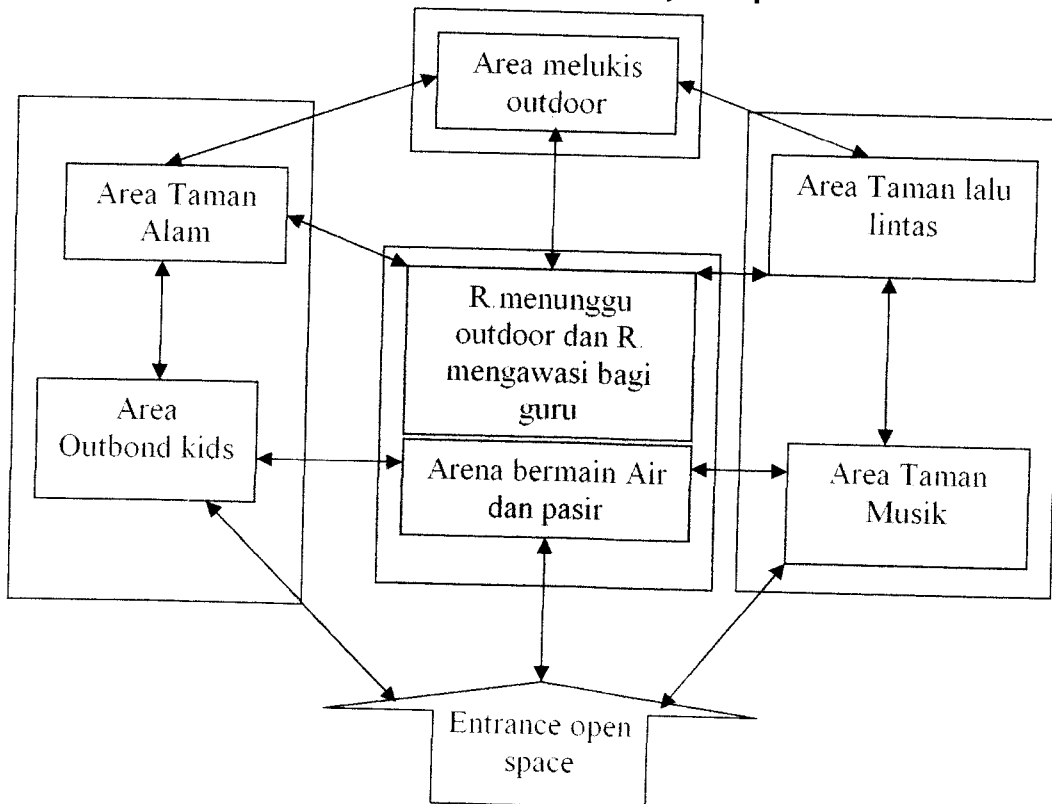 Area melukis
outdoor
Area Taman
Alam
Area Taman lalu
lintas
R.menunggu
outdoor dan R.
mengawasi bagi
guru
Area
Outbond kids
Arena bermain Air
dan pasir
Area Taman
Musik
Entrance open
space